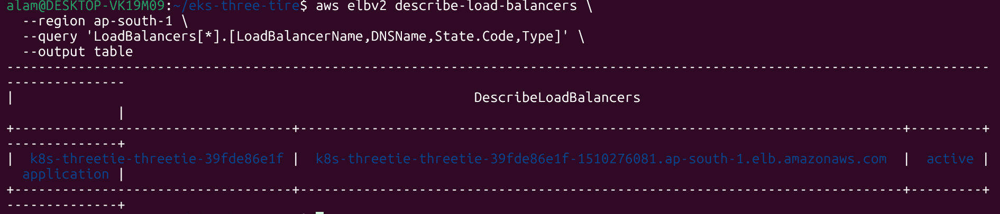 alam@DESKTOP-VK19M09:~/eks-three-tire$ aws elbv2 describe-load-balancers \
  --region ap-south-1 \
  --query 'LoadBalancers[*].[LoadBalancerName,DNSName,State.Code,Type]' \
  --output table
----------------------------------------------------------------------------------------------------------------------------
---------------
|                                                          DescribeLoadBalancers
              |
+-----------------------------------+----------------------------------------------------------------------------+---------+
--------------+
|  k8s-threetie-threetie-39fde86e1f |  k8s-threetie-threetie-39fde86e1f-1510276081.ap-south-1.elb.amazonaws.com  |  active |
  application |
+-----------------------------------+----------------------------------------------------------------------------+---------+
--------------+